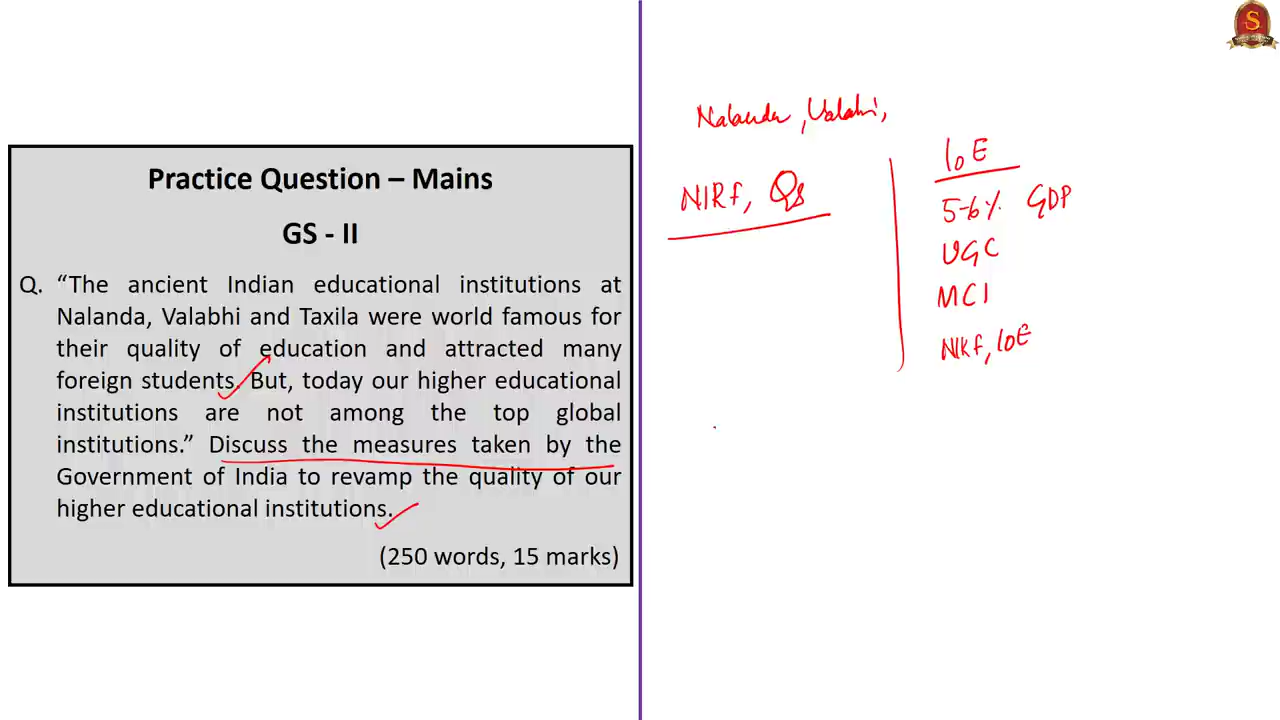 Practice Question – Mains
GS - II
Q. “The ancient Indian educational institutions at
Nalanda, Valabhi and Taxila were world famous for
their quality of education and attracted many
foreign students. But, today our higher educational
institutions are not among the top global
institutions.” Discuss the measures taken by the
Government of India to revamp the quality of our
higher educational institutions.
(250 words, 15 marks)
S
Nalanda, Valabhi,
NIRF, QS
IoE
5-6% GDP
UGC
MCI
NIRF, IoE